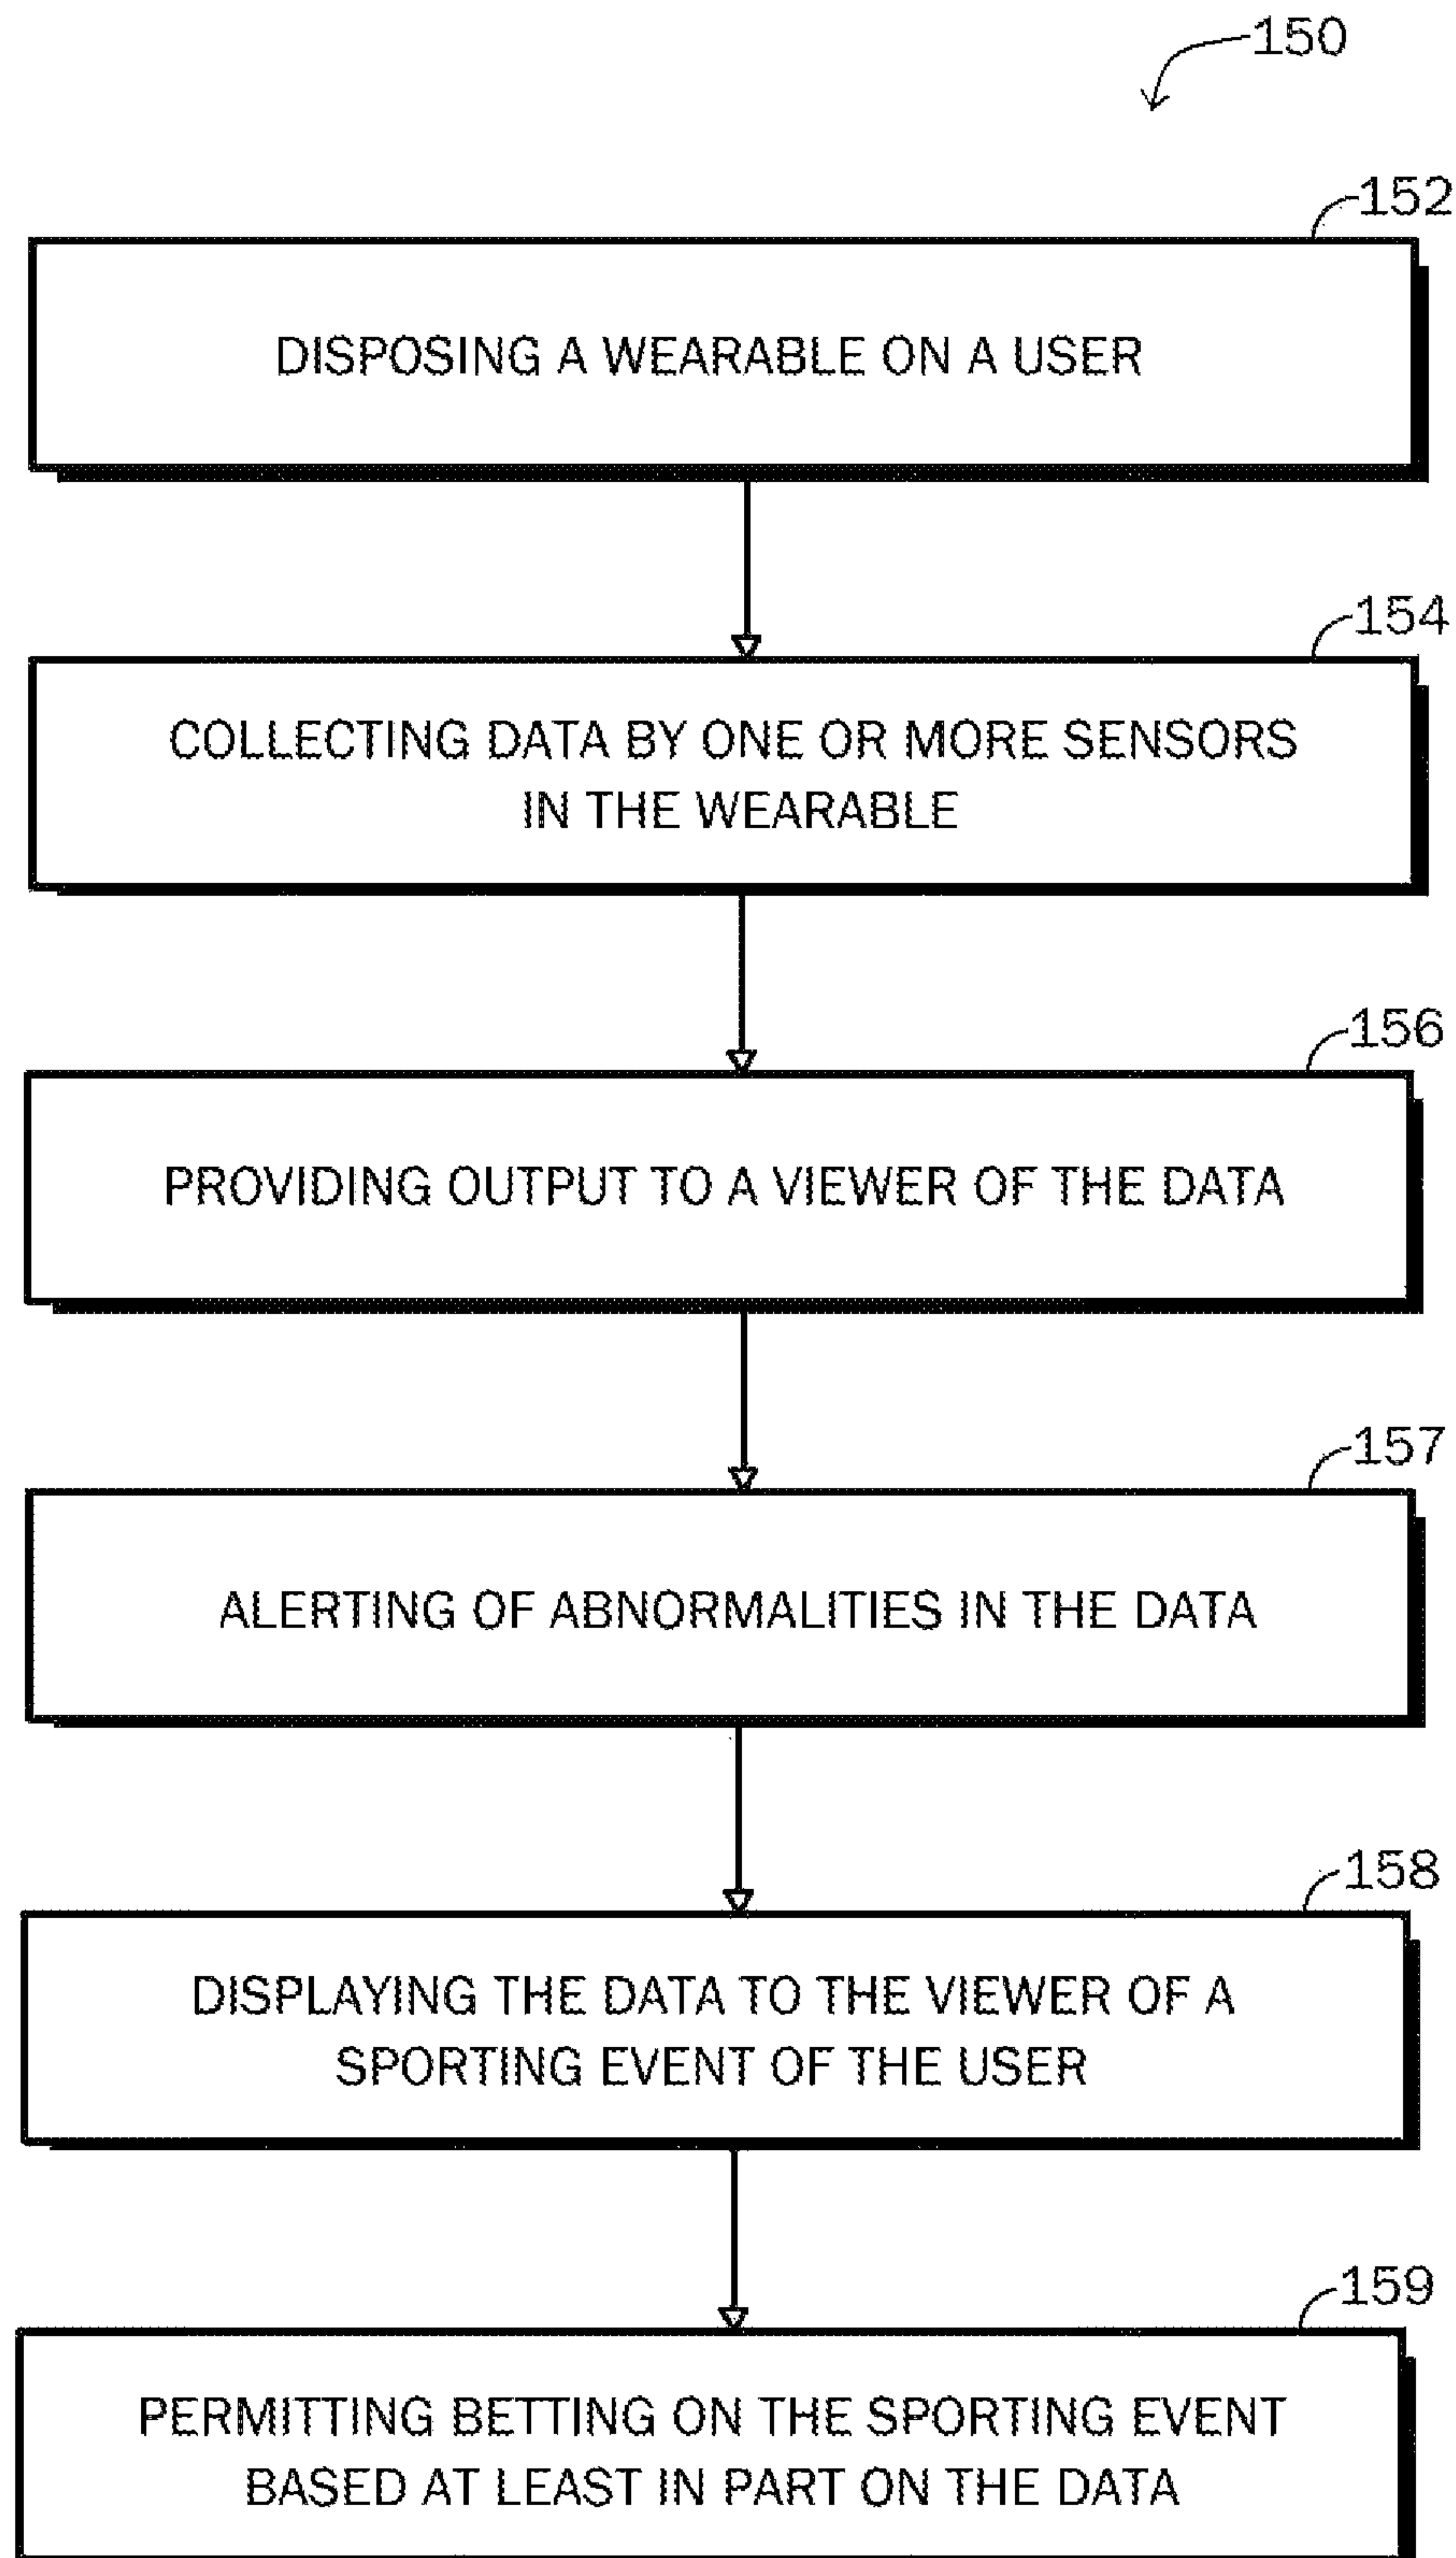 150
152
DISPOSING A WEARABLE ON A USER
154
COLLECTING DATA BY ONE OR MORE SENSORS
IN THE WEARABLE
156
PROVIDING OUTPUT TO A VIEWER OF THE DATA
157
ALERTING OF ABNORMALITIES IN THE DATA
158
DISPLAYING THE DATA TO THE VIEWER OF A
SPORTING EVENT OF THE USER
159
PERMITTING BETTING ON THE SPORTING EVENT
BASED AT LEAST IN PART ON THE DATA